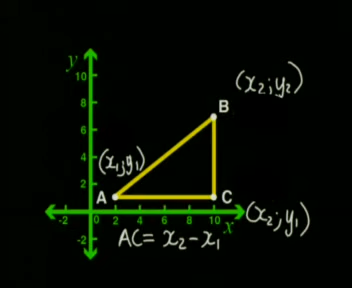 y
10
(x₂;y₂)
8
B
6
4
(x₁;y₁)
2
A
C
(x₂;y₁)
-2 0 2 4 6 8 10 x
-2
AC = x₂ - x₁